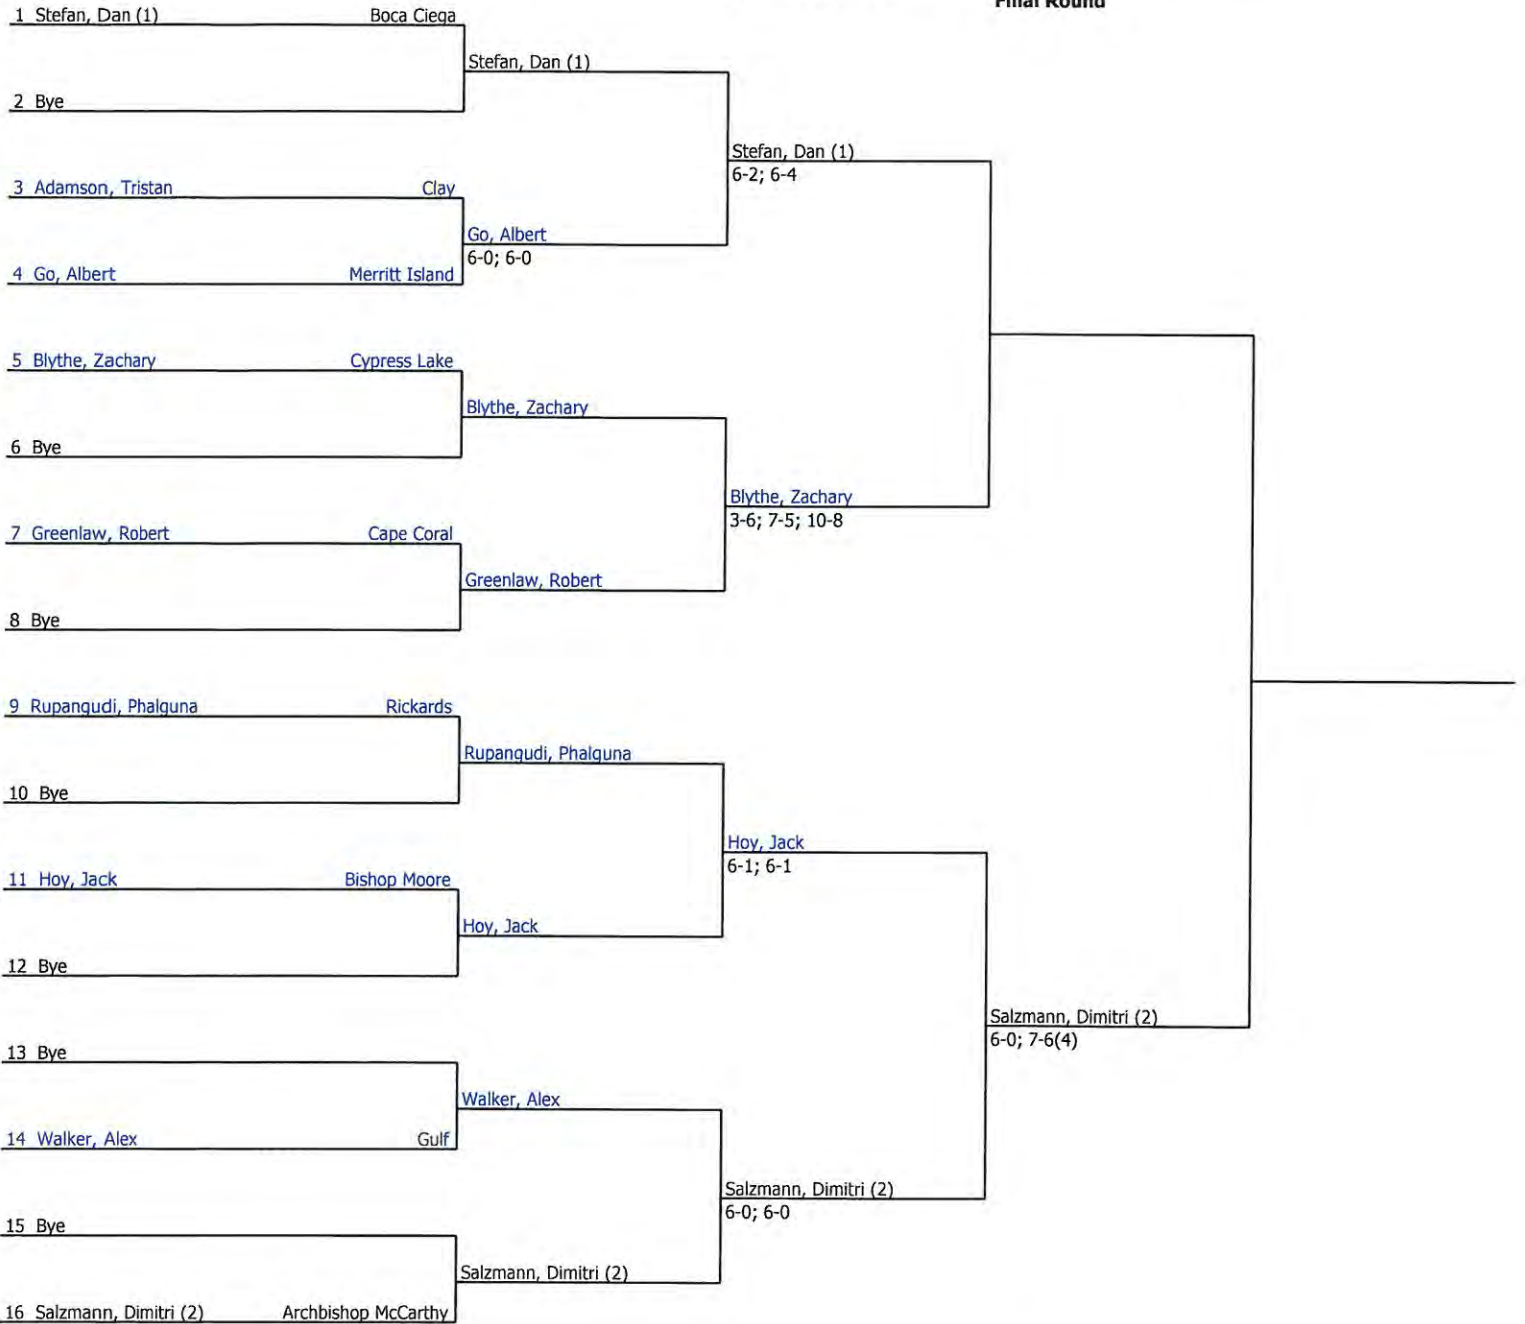 Final Round
1 Stefan, Dan (1) Boca Ciega
Stefan, Dan (1)
2 Bye
Stefan, Dan (1)
6-2; 6-4
3 Adamson, Tristan Clay
Go, Albert
6-0; 6-0
4 Go, Albert Merritt Island
5 Blythe, Zachary Cypress Lake
Blythe, Zachary
6 Bye
Blythe, Zachary
3-6; 7-5; 10-8
7 Greenlaw, Robert Cape Coral
Greenlaw, Robert
8 Bye
9 Rupangudi, Phalguna Rickards
Rupangudi, Phalguna
10 Bye
Hoy, Jack
6-1; 6-1
11 Hoy, Jack Bishop Moore
Hoy, Jack
12 Bye
Salzmann, Dimitri (2)
6-0; 7-6(4)
13 Bye
Walker, Alex
14 Walker, Alex Gulf
Salzmann, Dimitri (2)
6-0; 6-0
15 Bye
Salzmann, Dimitri (2)
16 Salzmann, Dimitri (2) Archbishop McCarthy